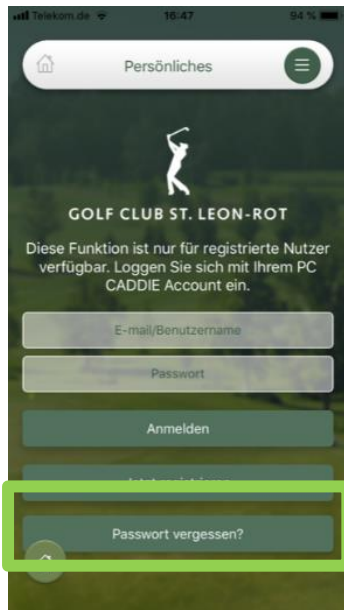 Telekom.de 16:47 94 %
Persönliches
GOLF CLUB ST. LEON-ROT
Diese Funktion ist nur für registrierte Nutzer
verfügbar. Loggen Sie sich mit Ihrem PC
CADDIE Account ein.
E-mail/Benutzername
Passwort
Anmelden
Passwort vergessen?